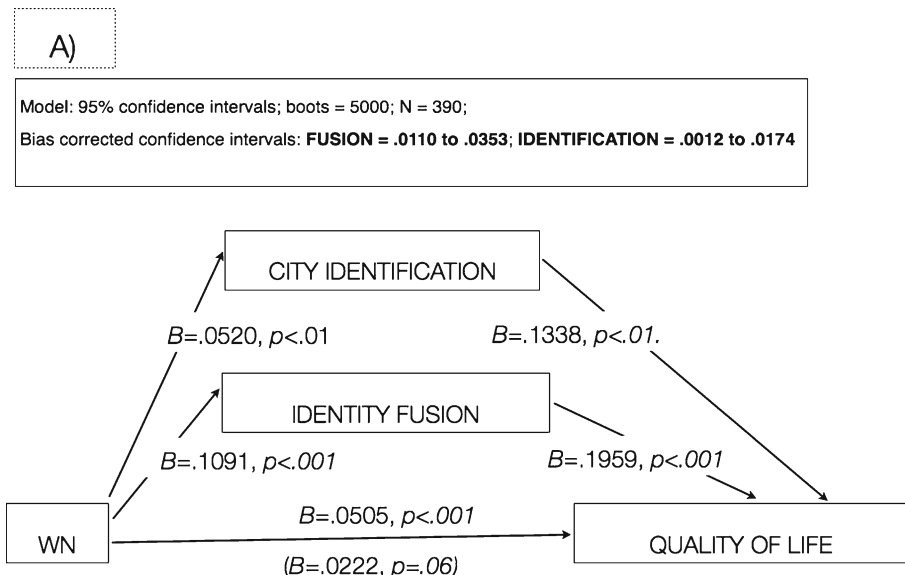 A)
Model: 95% confidence intervals; boots = 5000; N = 390;
Bias corrected confidence intervals: FUSION = .0110 to .0353; IDENTIFICATION = .0012 to .0174
CITY IDENTIFICATION
B=.0520, p<.01
B=.1338, p<.01.
IDENTITY FUSION
B=.1091, p<.001
B=.1959, p<.001
B=.0505, p<.001
WN
QUALITY OF LIFE
(B=.0222, p=.06)